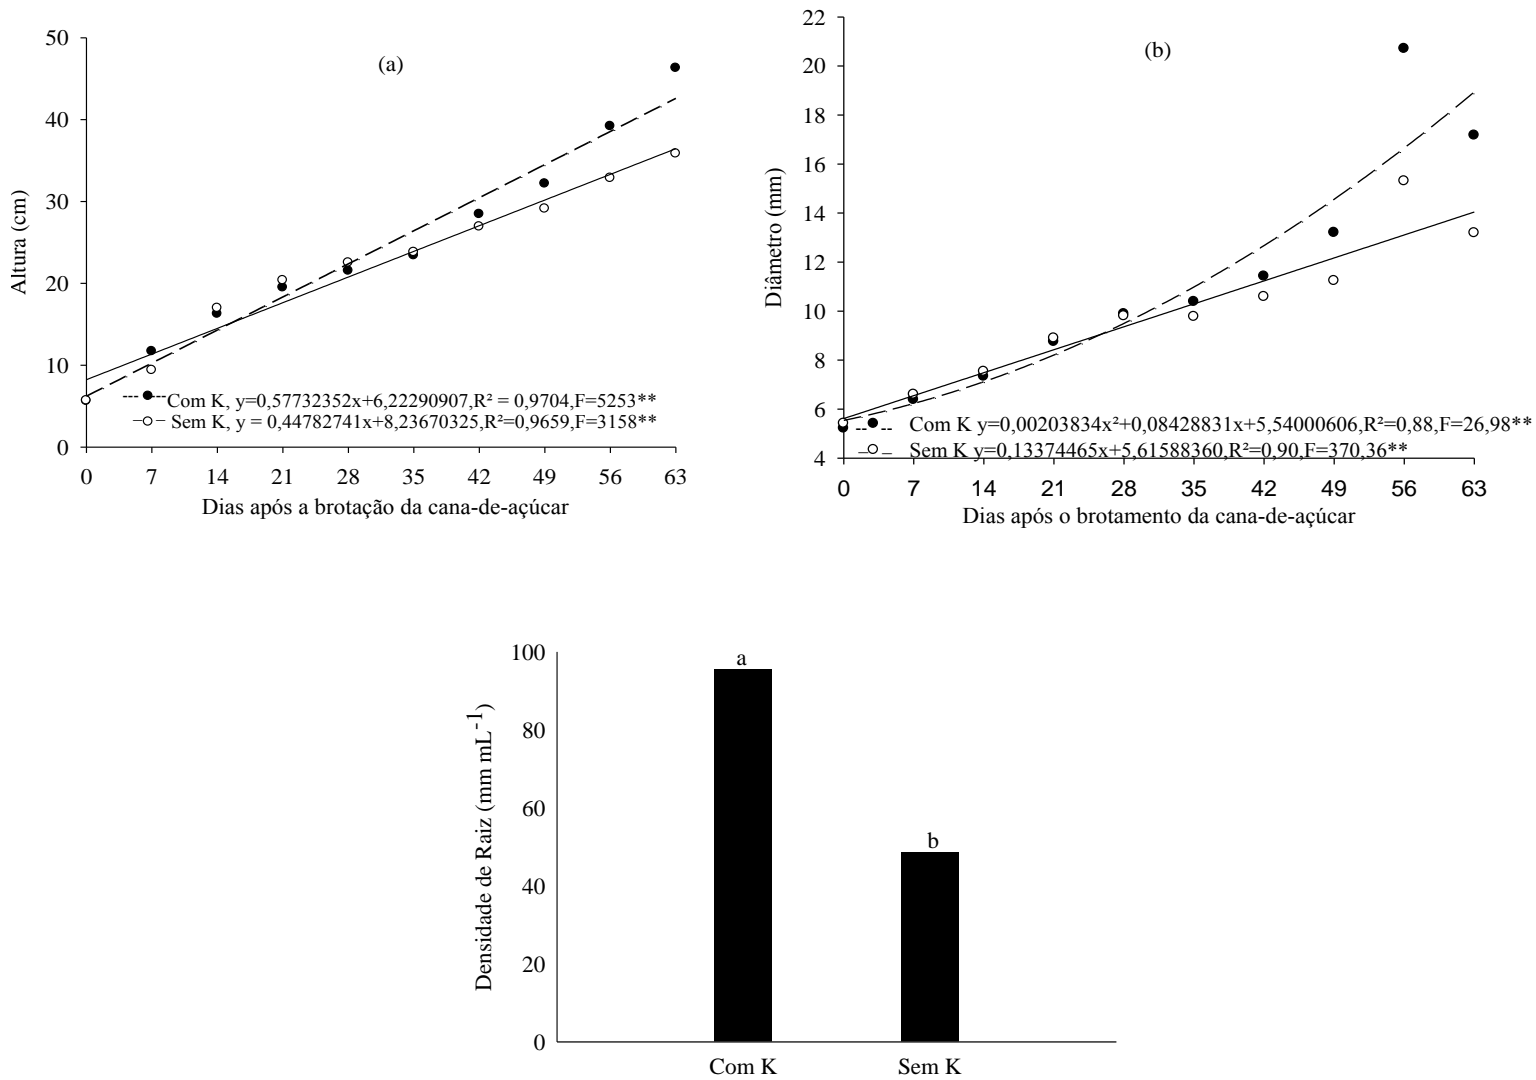 (a)
50
40
30
20
10
0
Altura (cm)
Com K, y=0,57732352x+6,22290907,R² = 0,9704,F=5253**
Sem K, y = 0,44782741x+8,23670325,R²=0,9659,F=3158**
0 7 14 21 28 35 42 49 56 63
Dias após a brotação da cana-de-açúcar
(b)
22
20
18
16
14
12
10
8
6
4
Diâmetro (mm)
Com K y=0,00203834x²+0,08428831x+5,54000606,R²=0,88,F=26,98**
Sem K y=0,13374465x+5,61588360,R²=0,90,F=370,36**
0 7 14 21 28 35 42 49 56 63
Dias após o brotamento da cana-de-açúcar
100
80
60
40
20
0
Densidade de Raiz (mm mL⁻¹)
a
b
Com K Sem K